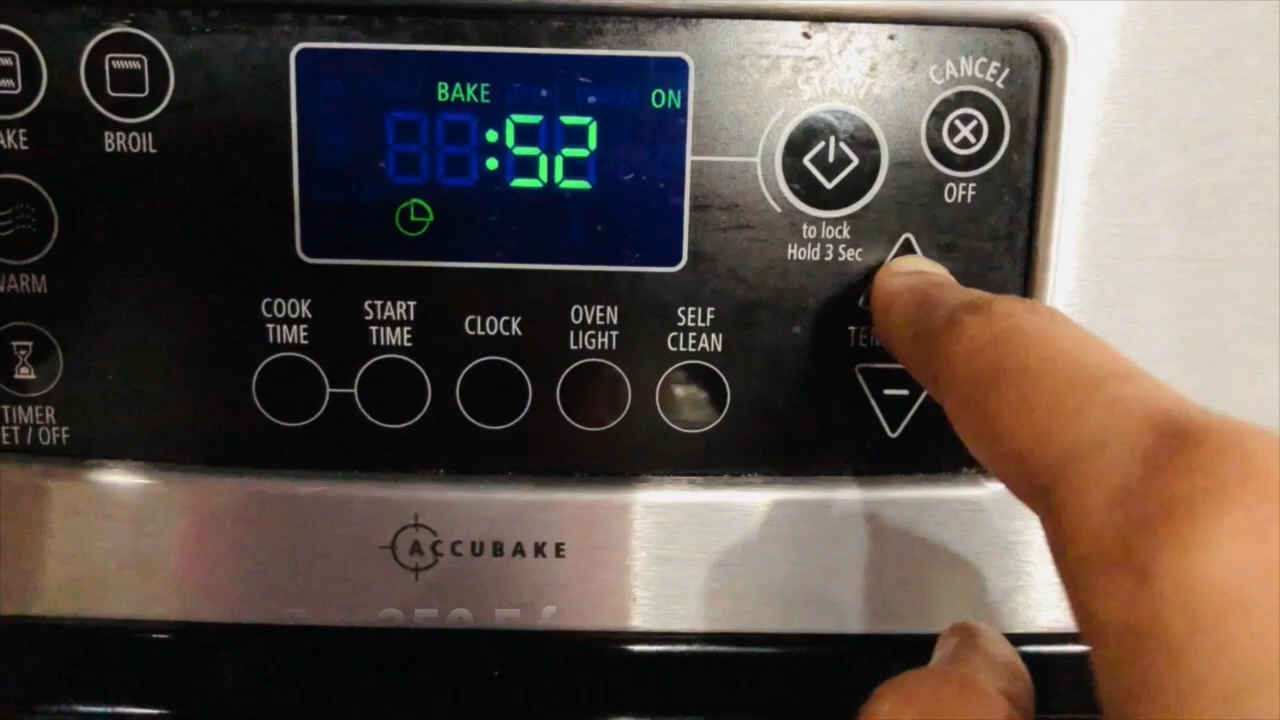 BAKE
ON
:52
START
CANCEL
OFF
AKE
BROIL
to lock
Hold 3 Sec
WARM
COOK
TIME
START
TIME
CLOCK
OVEN
LIGHT
SELF
CLEAN
TIMER
ET / OFF
ACCUBAKE